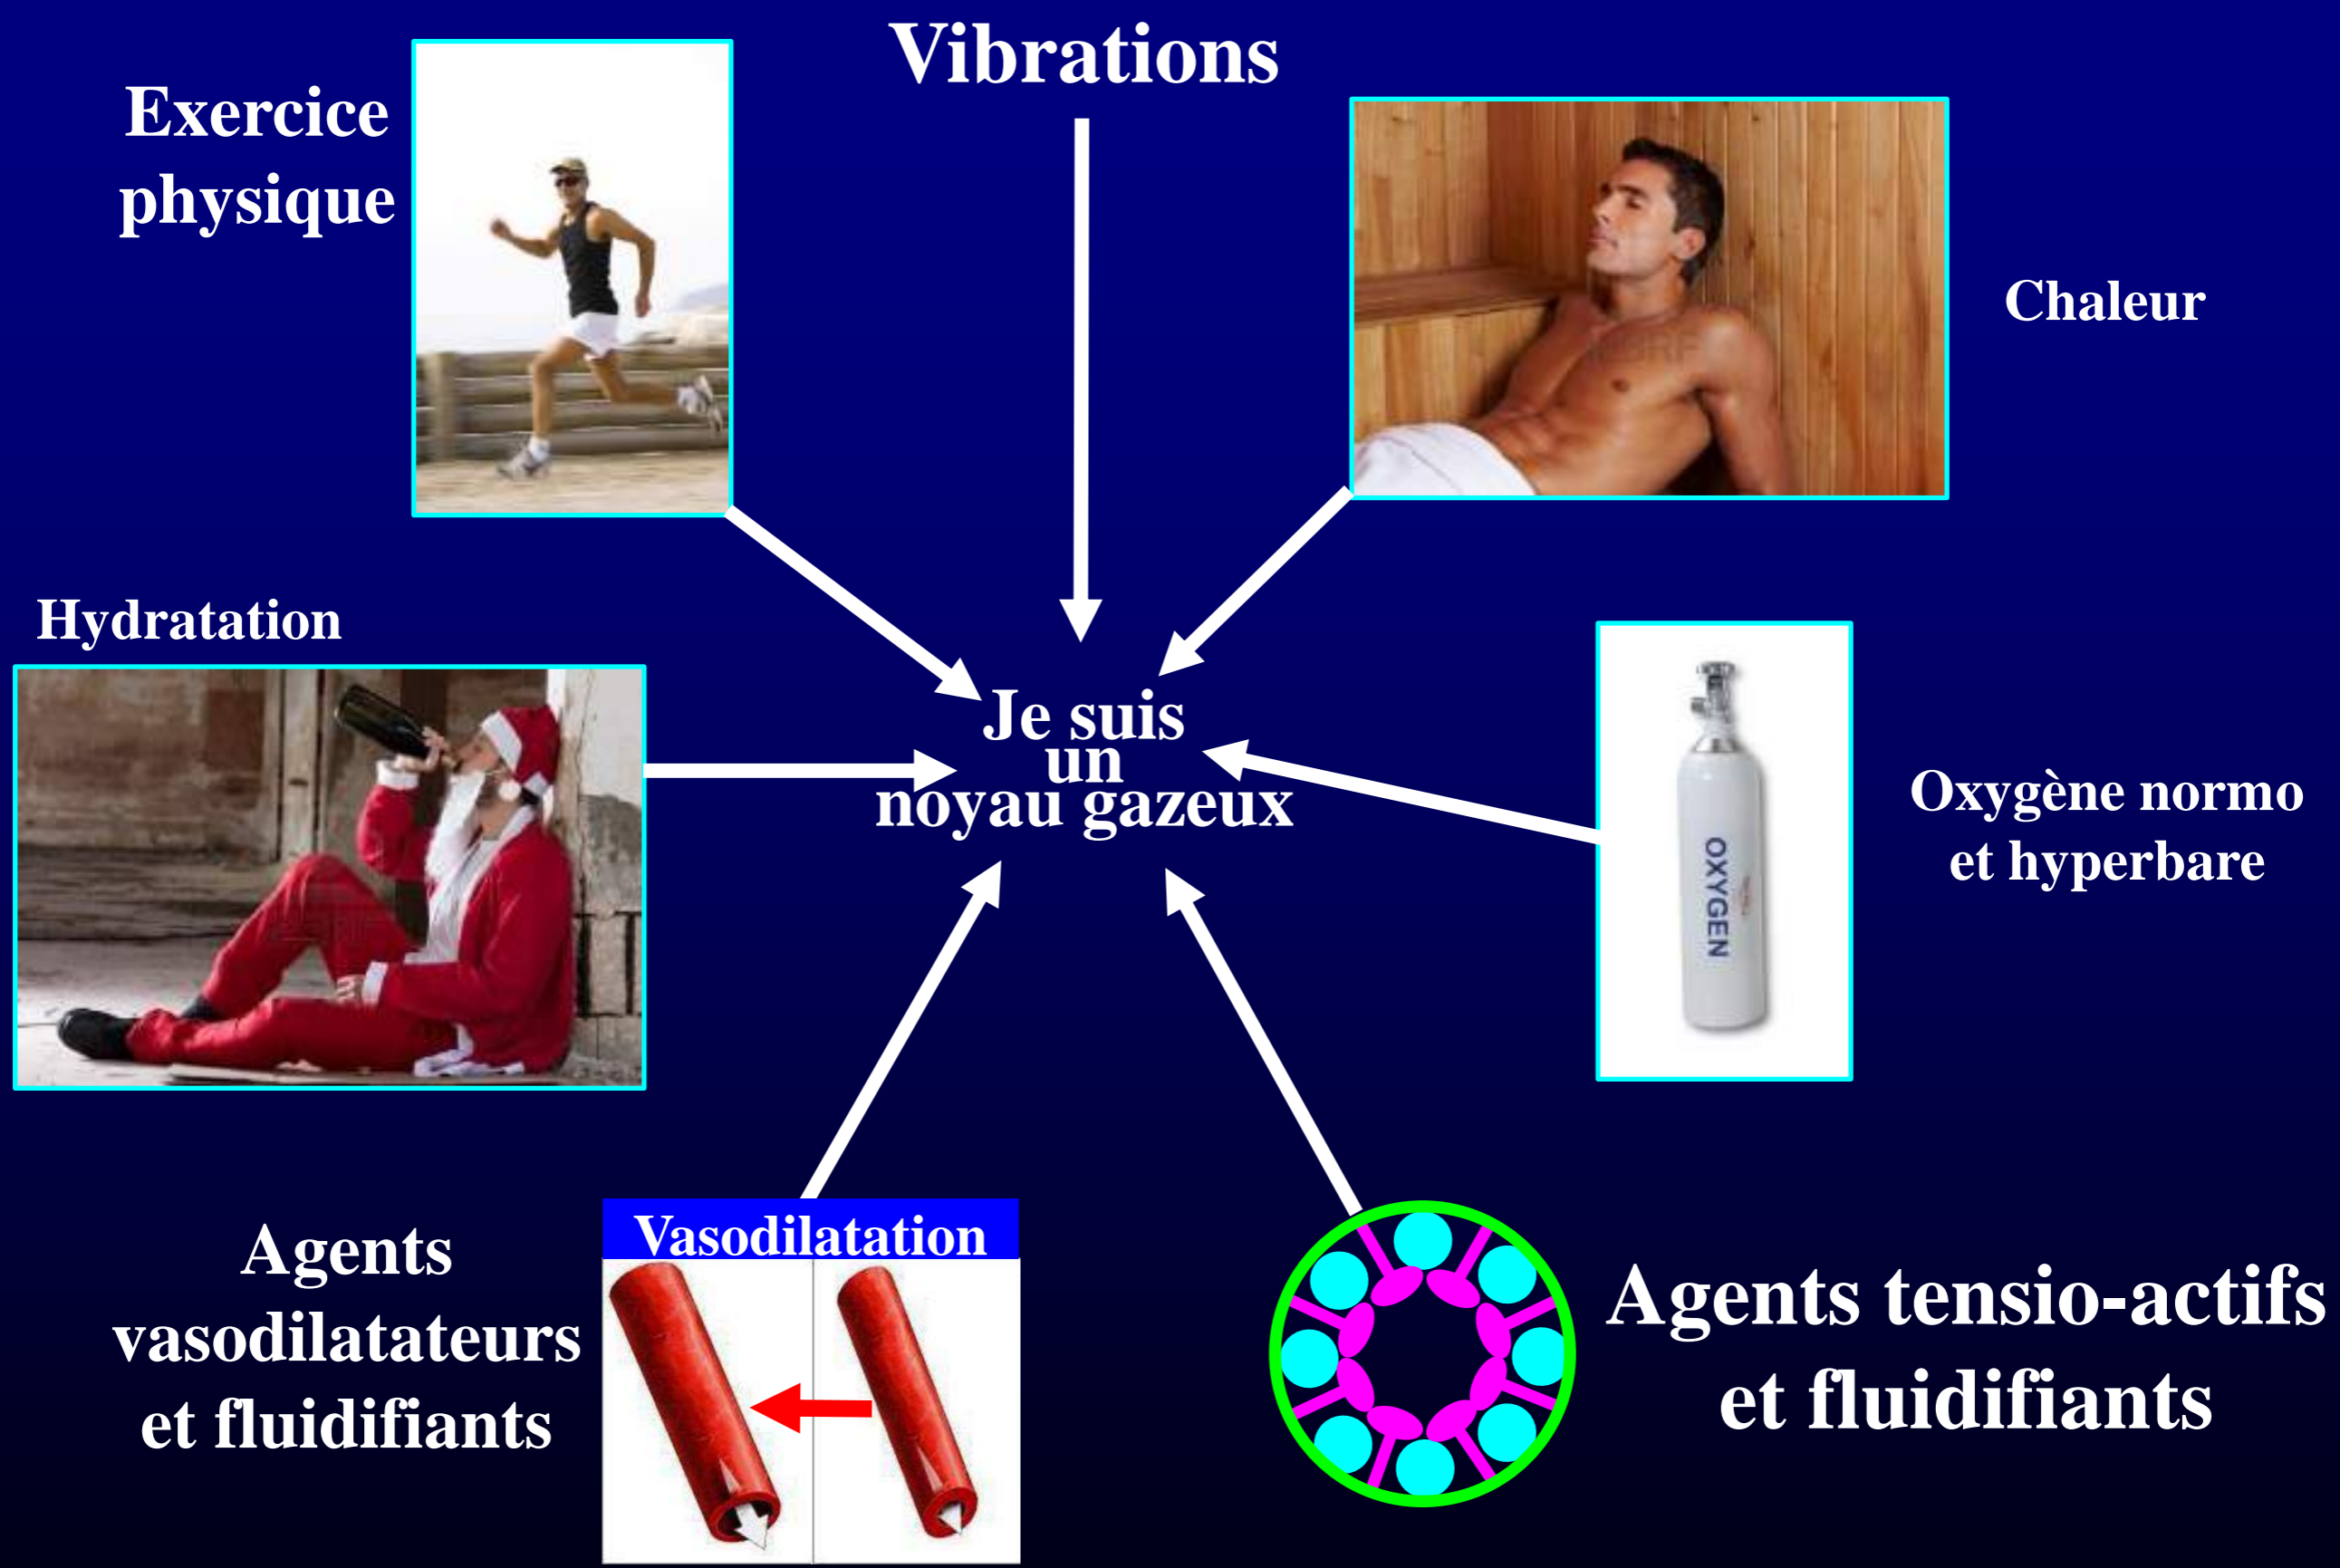 Vibrations
Exercice
physique
Chaleur
Hydratation
Je suis
un
noyau gazeux
OXYGEN
Oxygène normo
et hyperbare
Agents
vasodilatateurs
et fluidifiants
Vasodilatation
Agents tensio-actifs
et fluidifiants